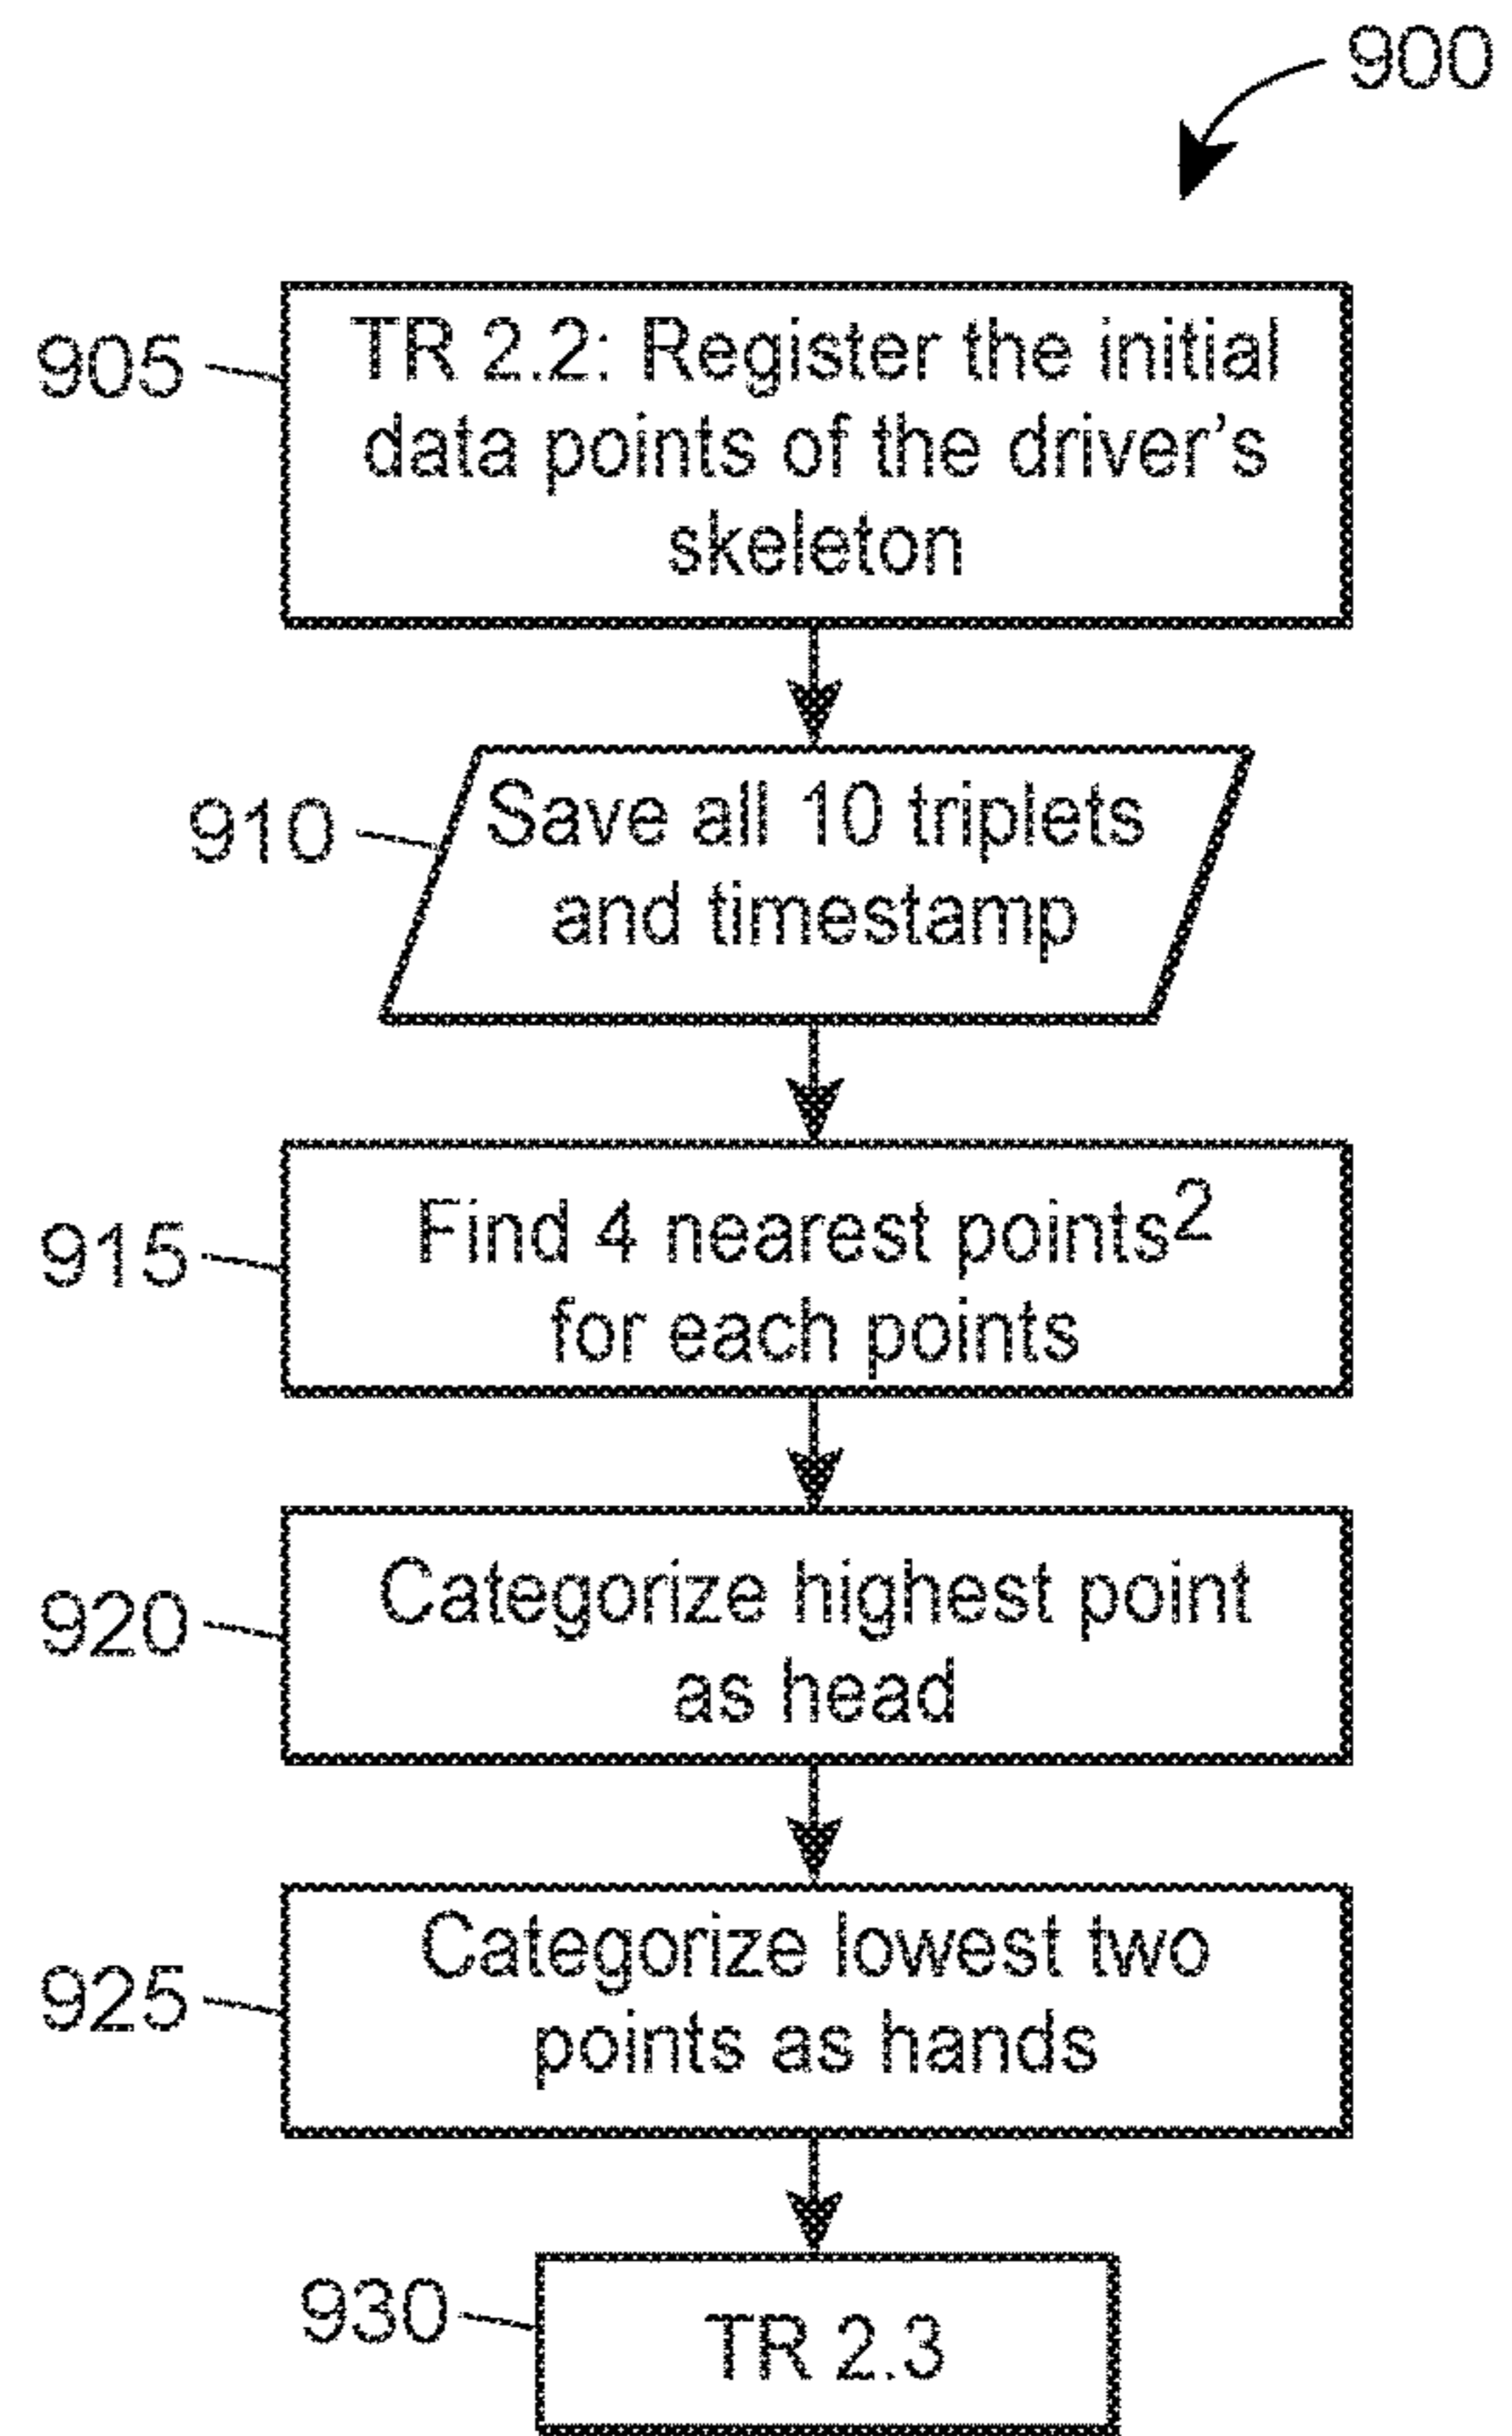 900
905
TR 2.2: Register the initial
data points of the driver's
skeleton
910
Save all 10 triplets
and timestamp
915
Find 4 nearest points2
for each points
920
Categorize highest point
as head
925
Categorize lowest two
points as hands
930
TR 2.3